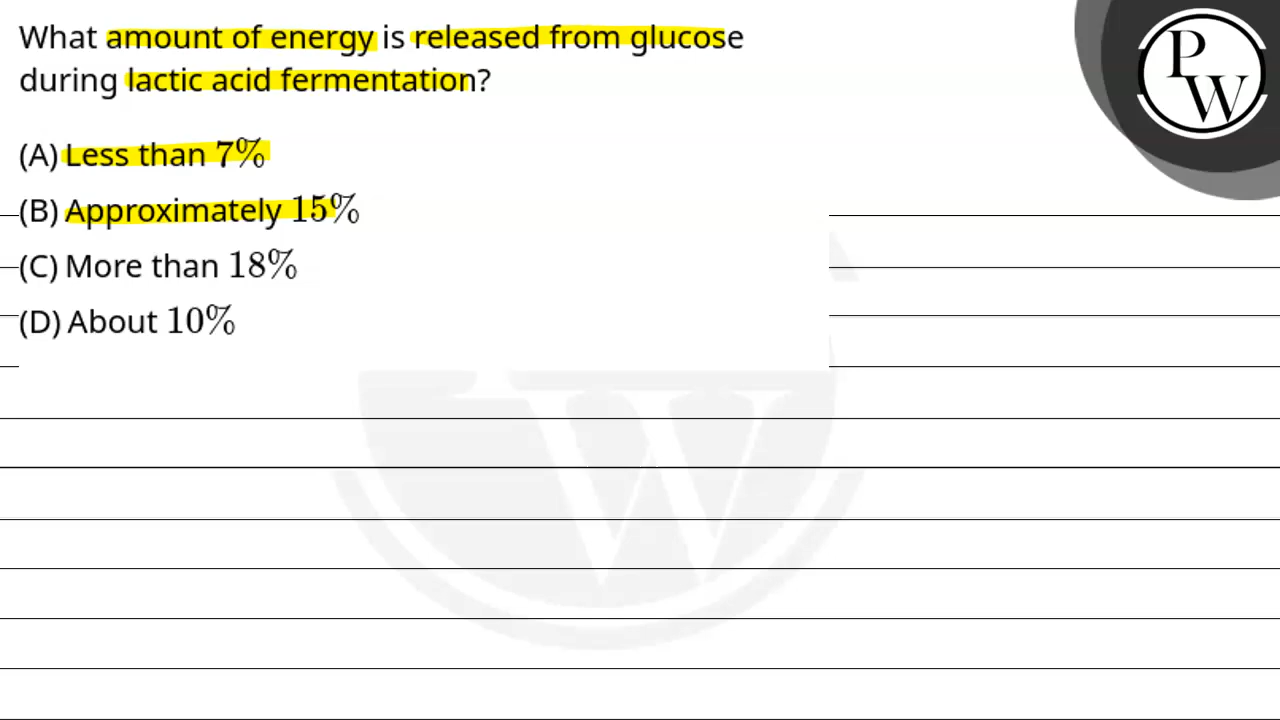 What amount of energy is released from glucose
during lactic acid fermentation?
(A) Less than 7%
(B) Approximately 15%
(C) More than 18%
(D) About 10%
P
W